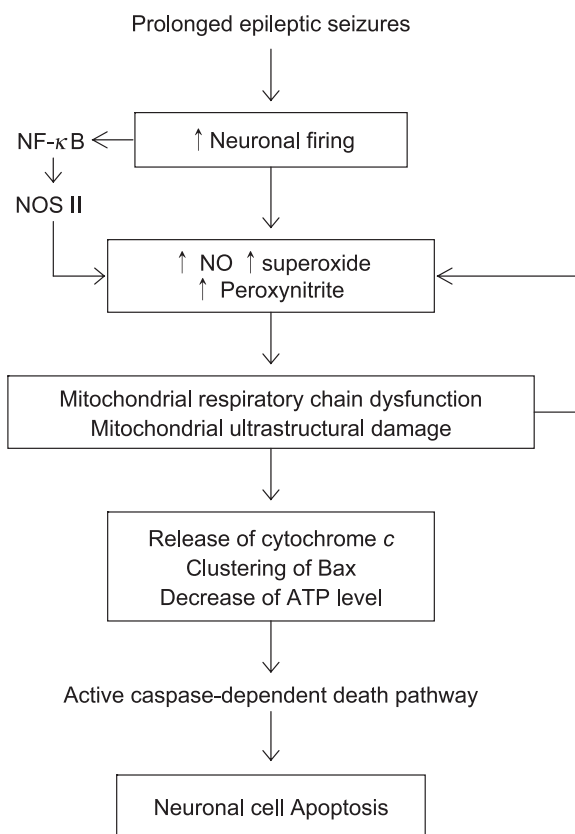 Prolonged epileptic seizures
NF-κB
↑ Neuronal firing
NOS II
↑ NO ↑ superoxide
↑ Peroxynitrite
Mitochondrial respiratory chain dysfunction
Mitochondrial ultrastructural damage
Release of cytochrome c
Clustering of Bax
Decrease of ATP level
Active caspase-dependent death pathway
Neuronal cell Apoptosis